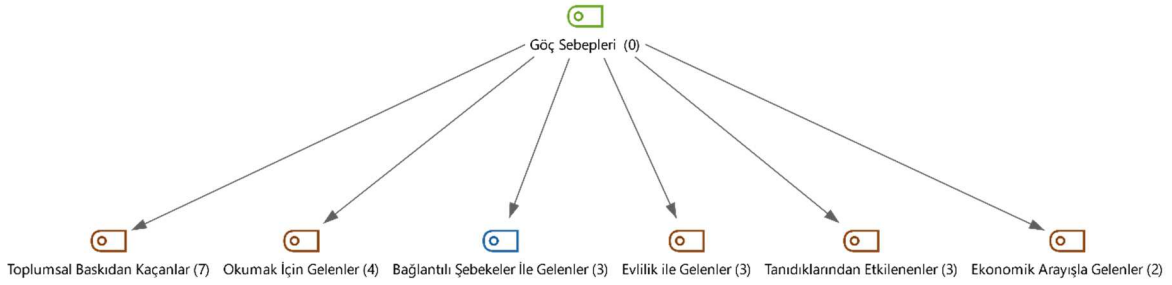 Göç Sebepleri (0)
Toplumsal Baskıdan Kaçanlar (7)
Okumak İçin Gelenler (4)
Bağlantılı Şebekeler İle Gelenler (3)
Evlilik ile Gelenler (3)
Tanıdıklarından Etkilenenler (3)
Ekonomik Arayışla Gelenler (2)